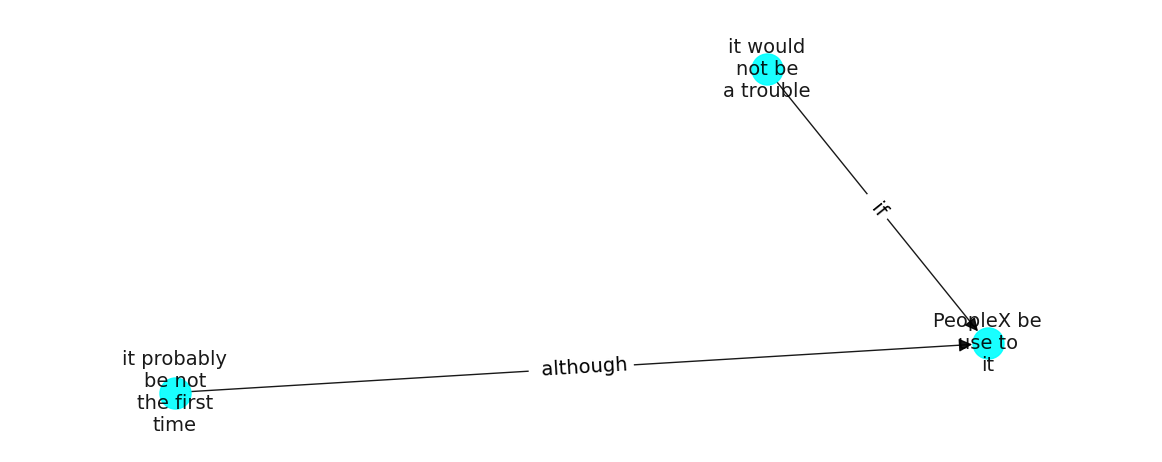 it would
not be
a trouble
if
PeopleX be
use to
it
although
it probably
be not
the first
time